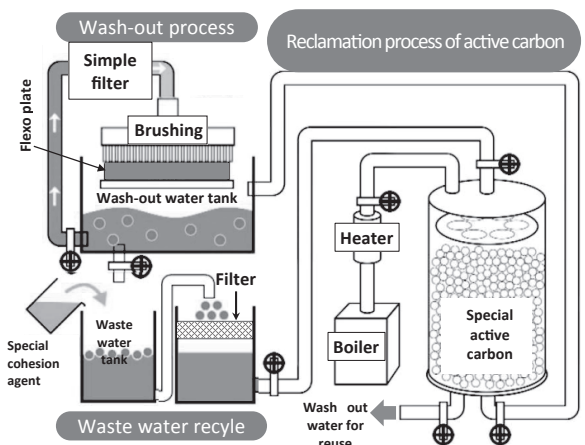 Wash-out process
Reclamation process of active carbon
Simple
filter
Flexo plate
Brushing
Wash-out water tank
Heater
Filter
Special
cohesion
agent
Waste
water
tank
Boiler
Special
active
carbon
Wash out
water for
reuse
Waste water recyle